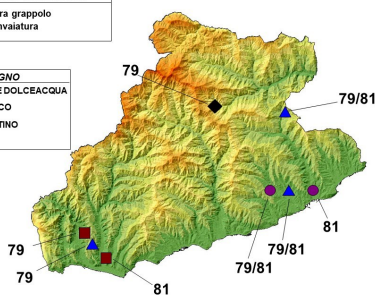 ra grappolo
nvaiatura
GNO
E DOLCEACQUA
CO
TINO
79
79/81
81
79/81
79/81
79
79
81